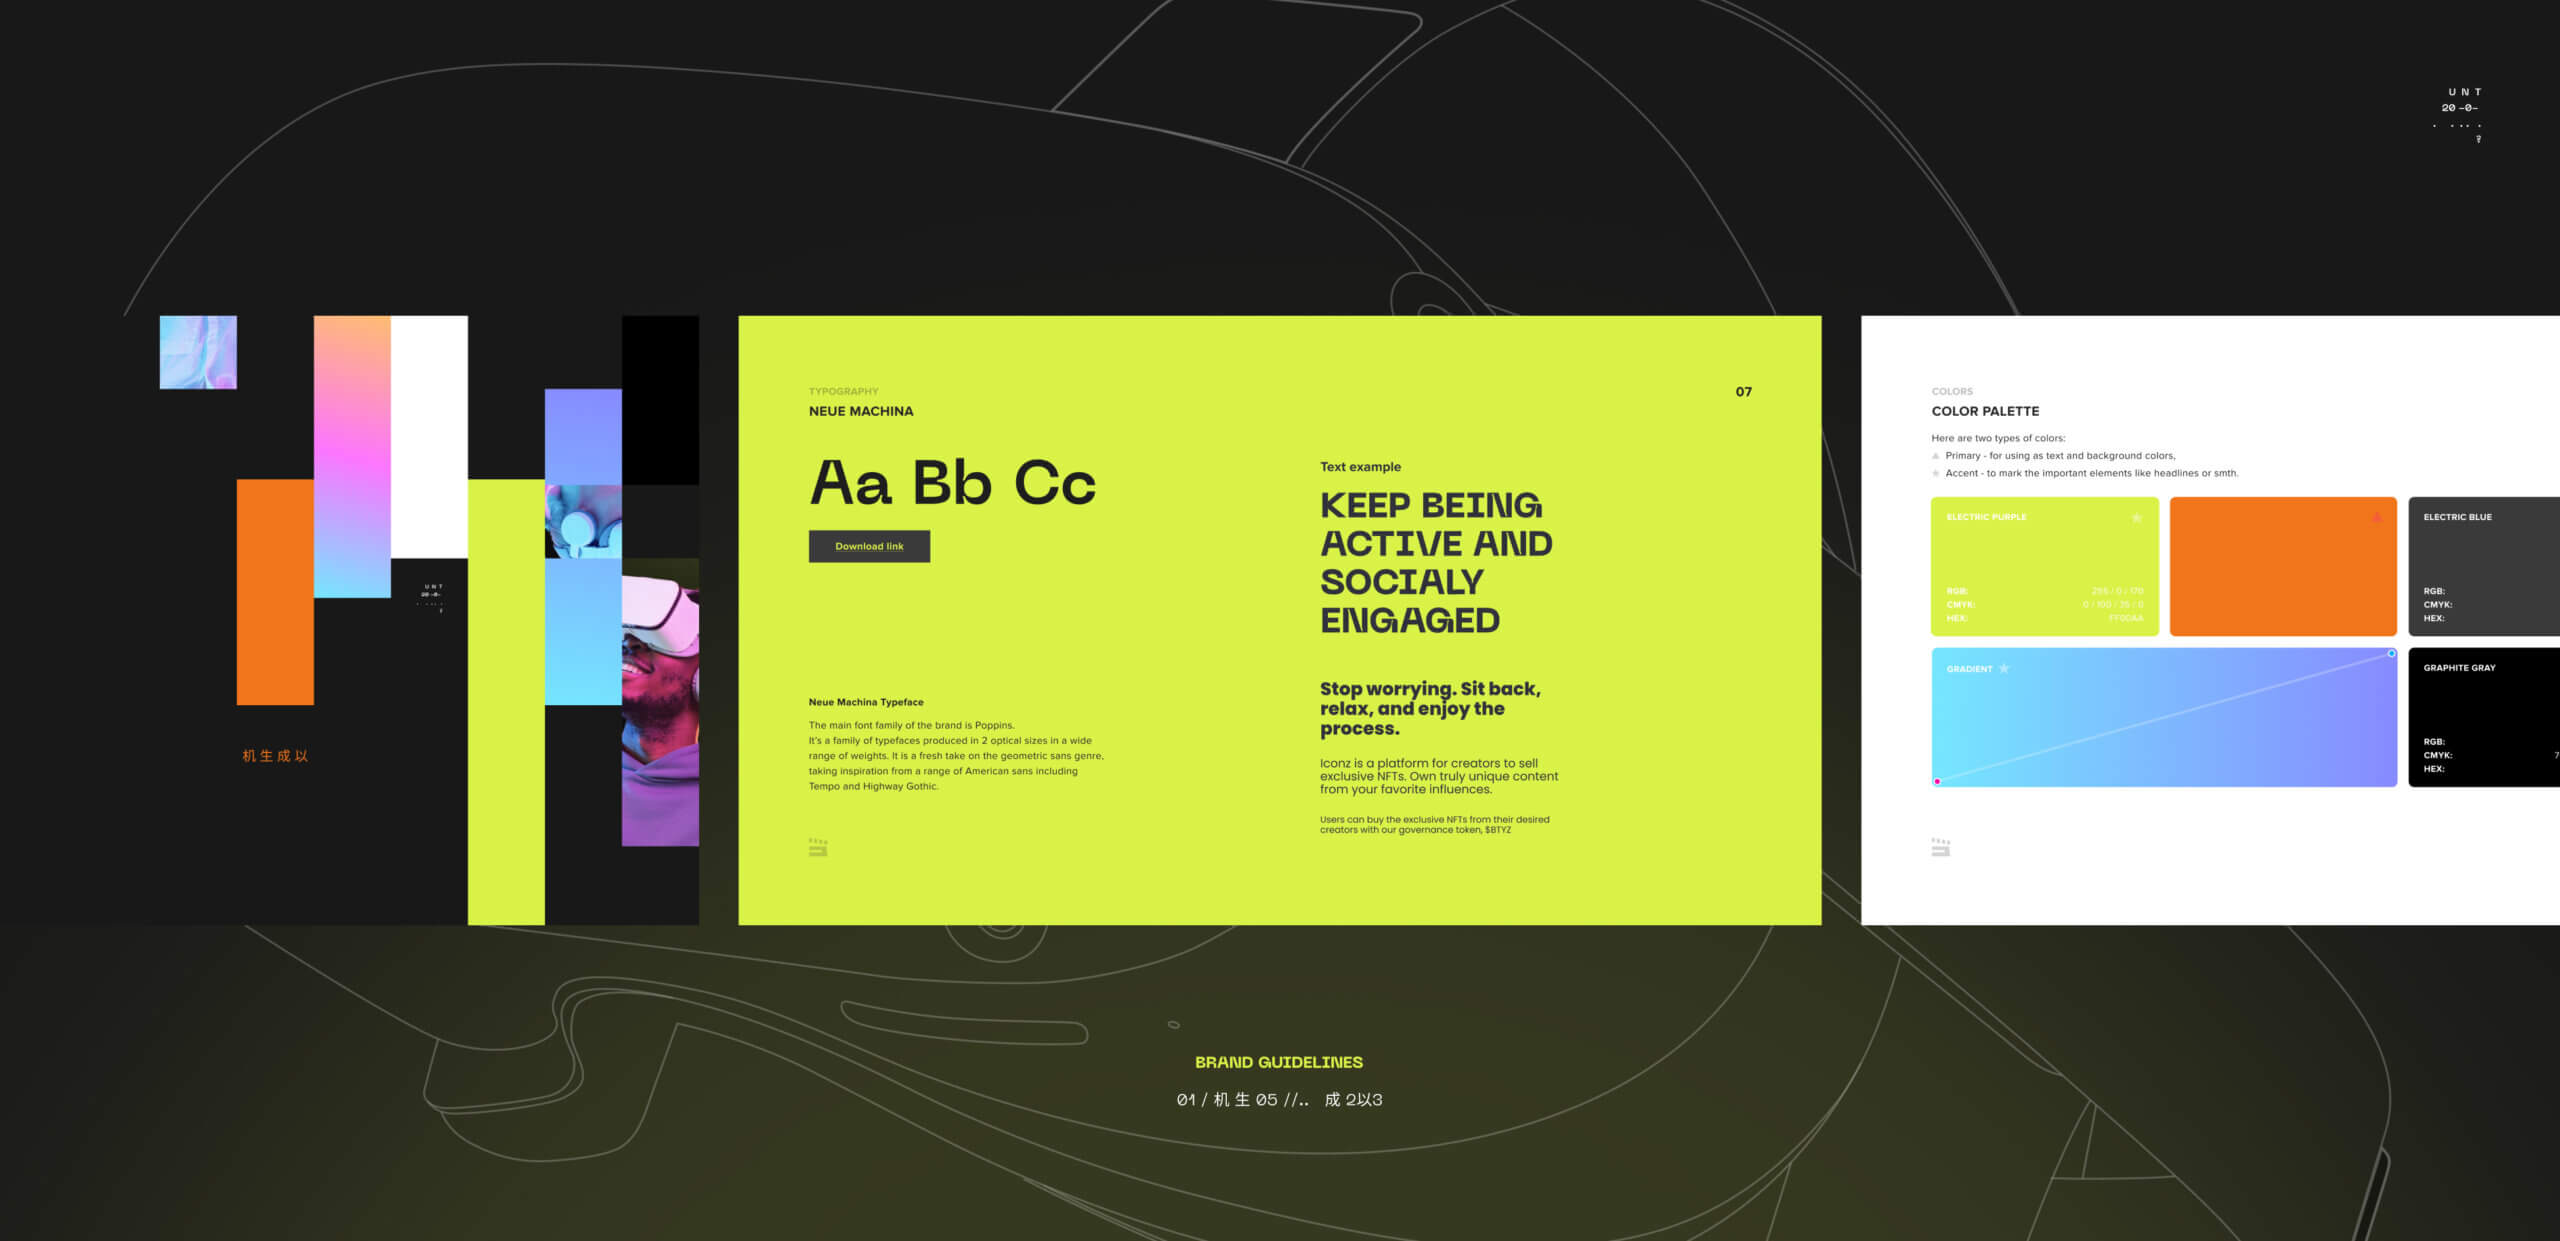 U N T
20 -0-
. ... .
?
U N T
20 -0-
. ... .
?
机 生 成 以
TYPOGRAPHY
NEUE MACHINA
07
Aa Bb Cc
Download link
Neue Machina Typeface
The main font family of the brand is Poppins.
It's a family of typefaces produced in 2 optical sizes in a wide
range of weights. It is a fresh take on the geometric sans genre,
taking inspiration from a range of American sans including
Tempo and Highway Gothic.
Text example
KEEP BEING
ACTIVE AND
SOCIALY
ENGAGED
Stop worrying. Sit back,
relax, and enjoy the
process.
Iconz is a platform for creators to sell
exclusive NFTs. Own truly unique content
from your favorite influences.
Users can buy the exclusive NFTs from their desired
creators with our governance token, $BTYZ
COLORS
COLOR PALETTE
Here are two types of colors:
Primary - for using as text and background colors,
Accent - to mark the important elements like headlines or smth.
ELECTRIC PURPLE
RGB: 255 / 0 / 170
CMYK: 0 / 100 / 35 / 0
HEX: FF00AA
ELECTRIC BLUE
RGB:
CMYK:
HEX:
GRADIENT
GRAPHITE GRAY
RGB:
CMYK: 7
HEX:
BRAND GUIDELINES
01 / 机 生 05 //.. 成 2以3